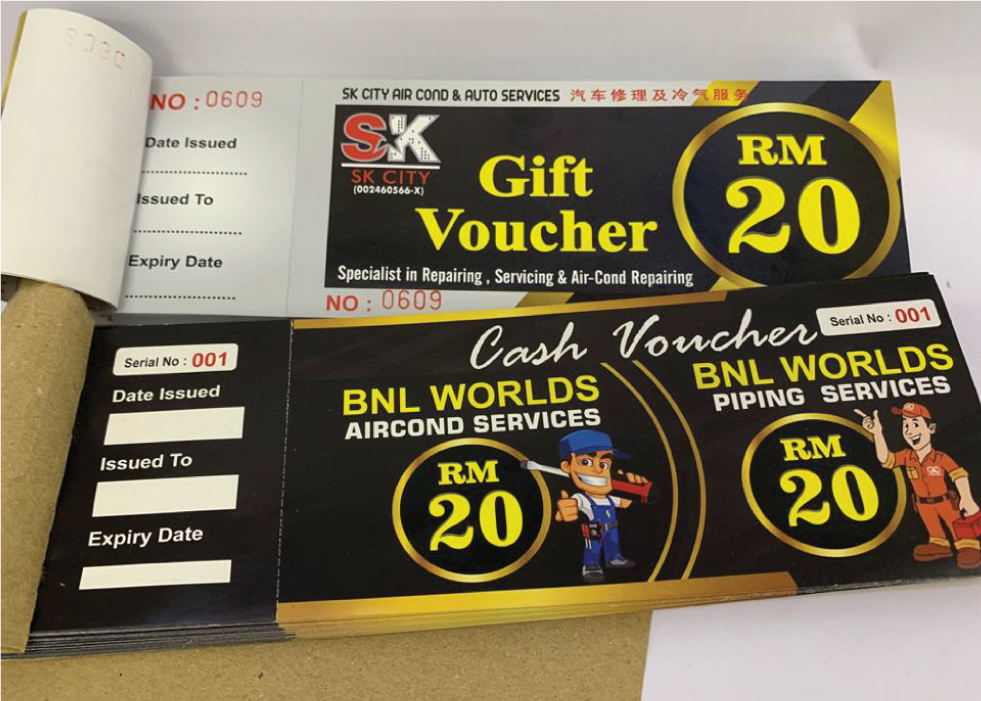 NO : 0609
Date Issued
Issued To
Expiry Date
SK CITY AIR COND & AUTO SERVICES 汽车修理及冷气服务
SK
SK CITY
(002460566-X)
Gift
Voucher
RM
20
Specialist in Repairing , Servicing & Air-Cond Repairing
NO : 0609
Serial No : 001
Date Issued
Issued To
Expiry Date
Cash Voucher
Serial No : 001
BNL WORLDS
AIRCOND SERVICES
RM
20
BNL WORLDS
PIPING SERVICES
RM
20